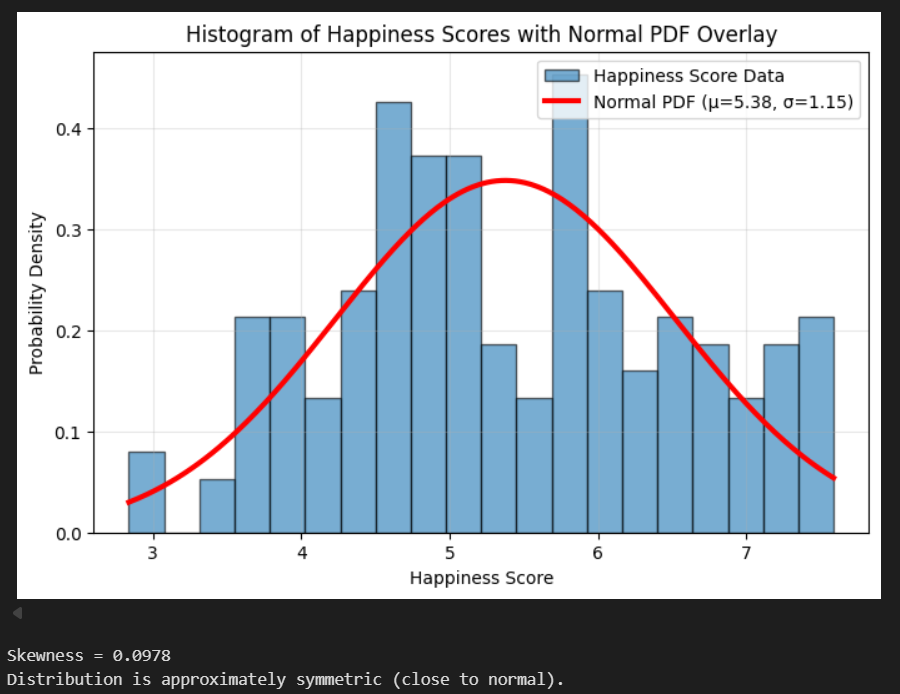 Histogram of Happiness Scores with Normal PDF Overlay
Happiness Score Data
Normal PDF (μ=5.38, σ=1.15)
Probability Density
0.4
0.3
0.2
0.1
0.0
3 4 5 6 7
Happiness Score
Skewness = 0.0978
Distribution is approximately symmetric (close to normal).